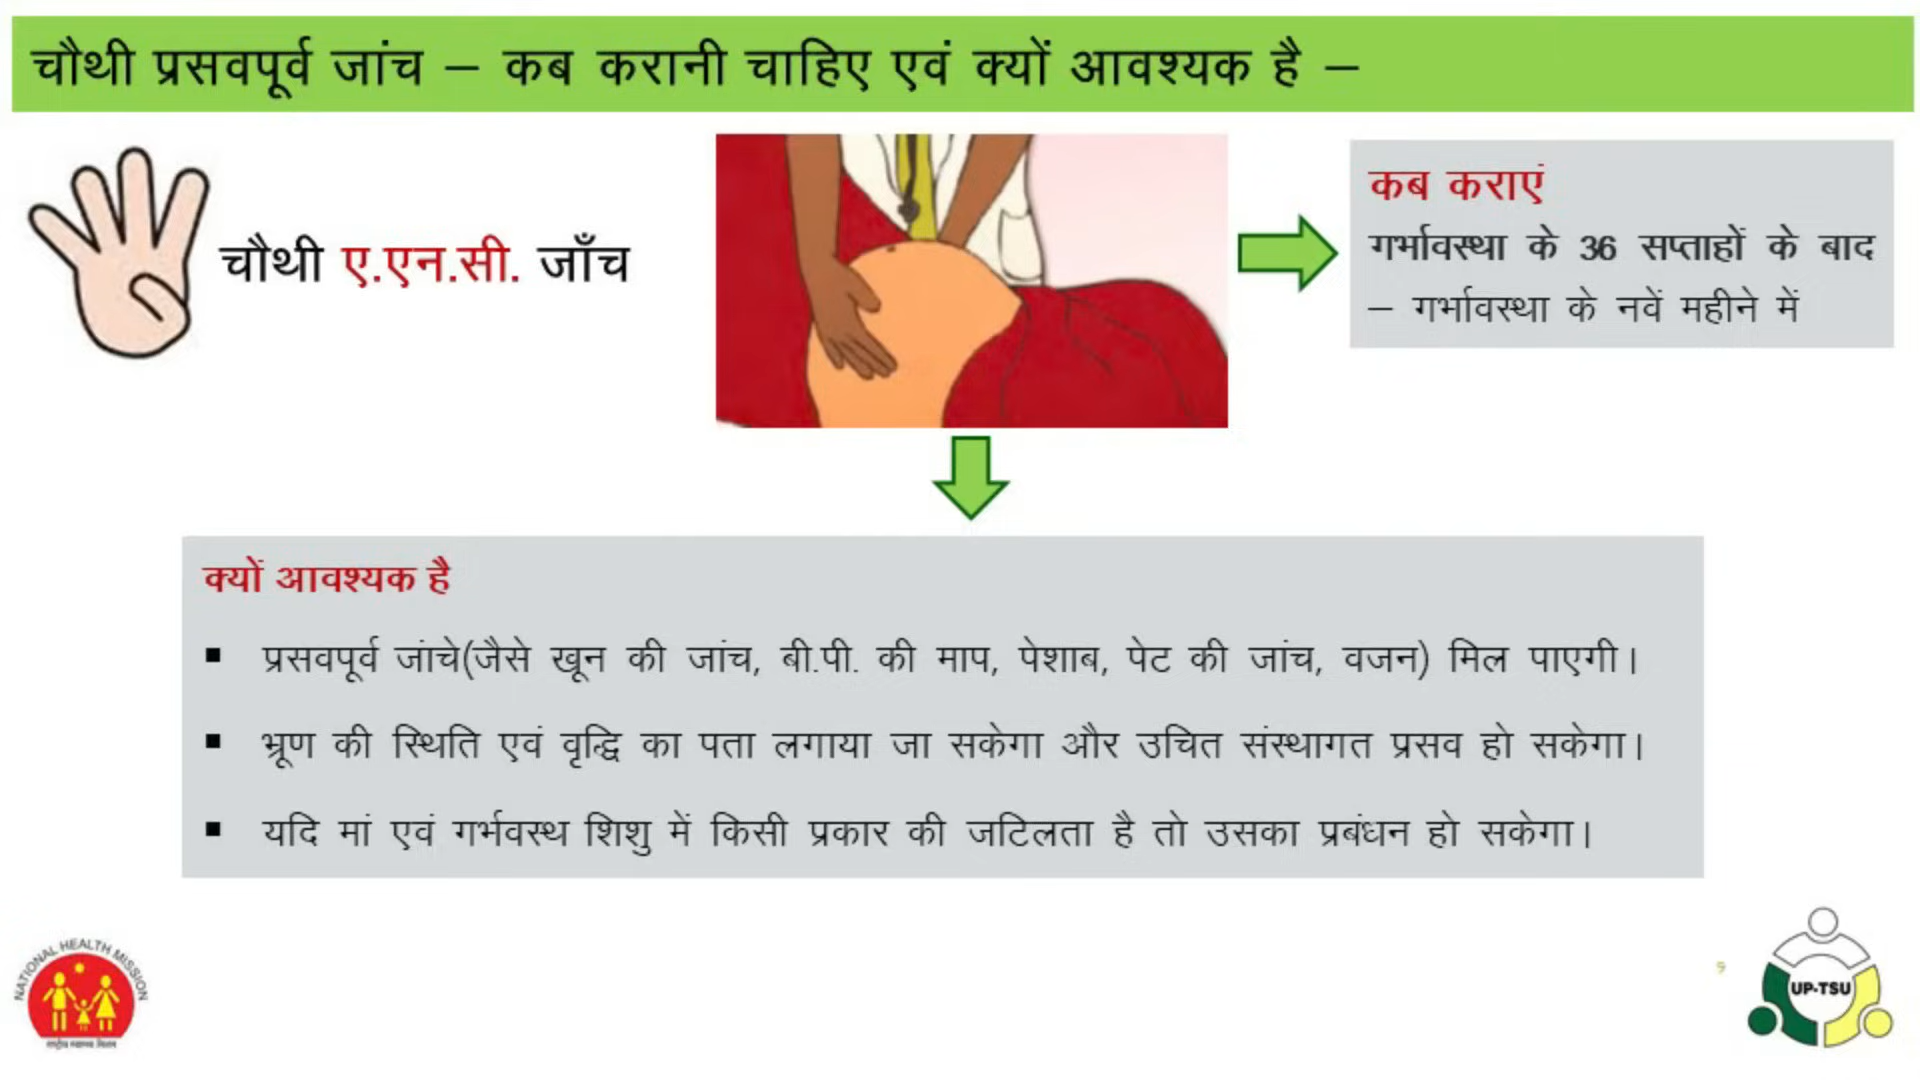 चौथी प्रसवपूर्व जांच – कब करानी चाहिए एवं क्यों आवश्यक है –
चौथी ए.एन.सी. जाँच
कब कराएं
गर्भावस्था के 36 सप्ताहों के बाद
– गर्भावस्था के नवें महीने में
क्यों आवश्यक है
▪ प्रसवपूर्व जांचे(जैसे खून की जांच, बी.पी. की माप, पेशाब, पेट की जांच, वजन) मिल पाएगी।
▪ भ्रूण की स्थिति एवं वृद्धि का पता लगाया जा सकेगा और उचित संस्थागत प्रसव हो सकेगा।
▪ यदि मां एवं गर्भवस्थ शिशु में किसी प्रकार की जटिलता है तो उसका प्रबंधन हो सकेगा।
NATIONAL HEALTH MISSION
UP-TSU